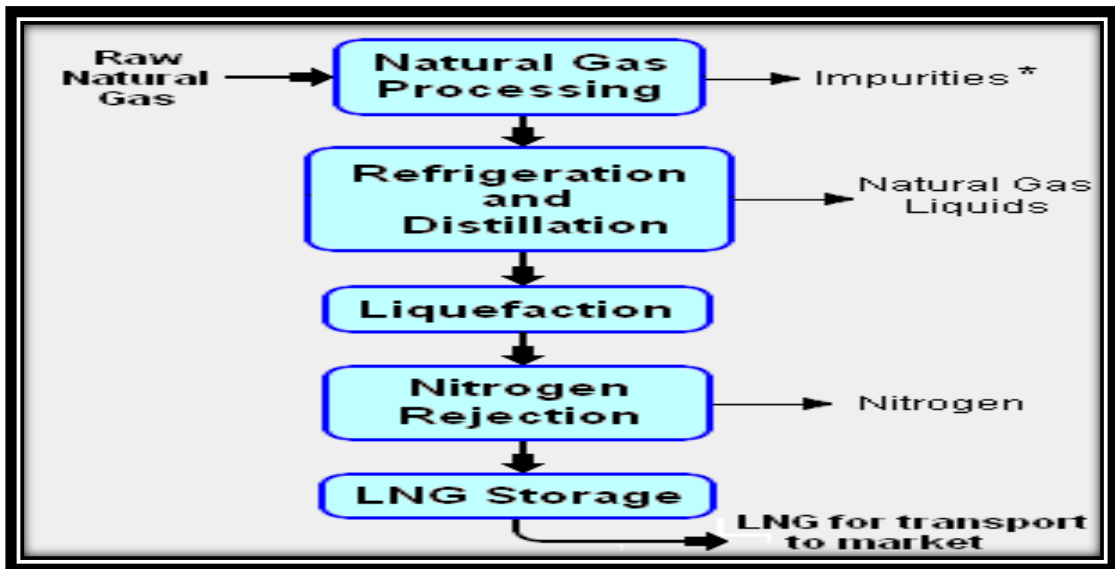 Raw
Natural
Gas
Natural Gas
Processing
Impurities*
Refrigeration
and
Distillation
Natural Gas
Liquids
Liquefaction
Nitrogen
Rejection
Nitrogen
LNG Storage
LNG for transport
to market